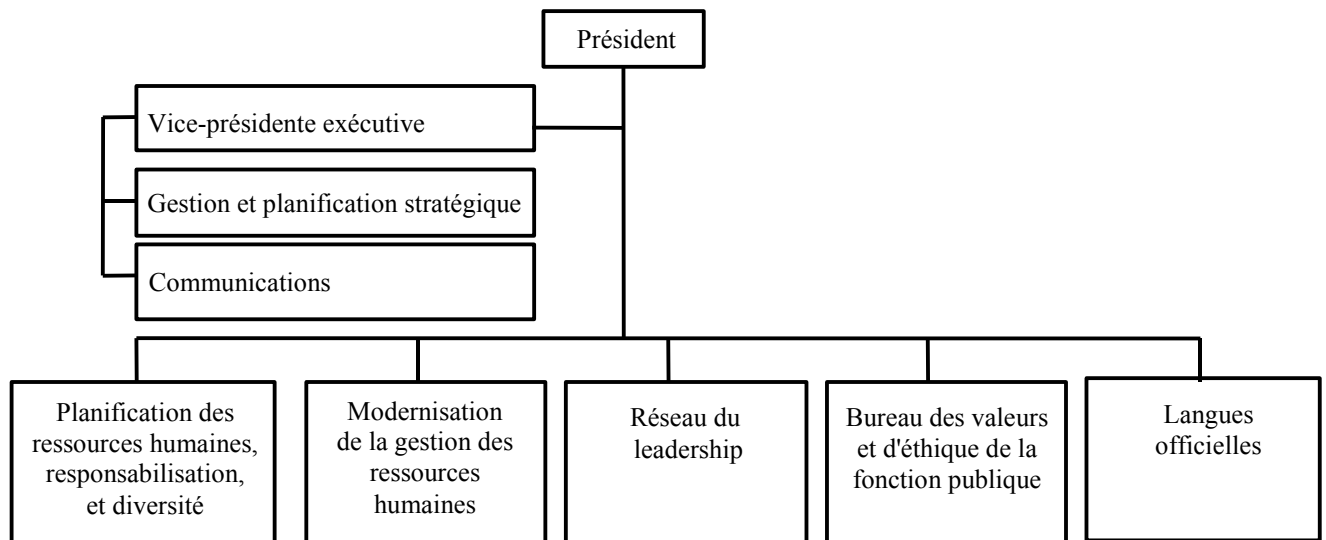 Président
Vice-présidente exécutive
Gestion et planification stratégique
Communications
Planification des
ressources humaines,
responsabilisation,
et diversité
Modernisation
de la gestion des
ressources
humaines
Réseau du
leadership
Bureau des valeurs
et d'éthique de la
fonction publique
Langues
officielles